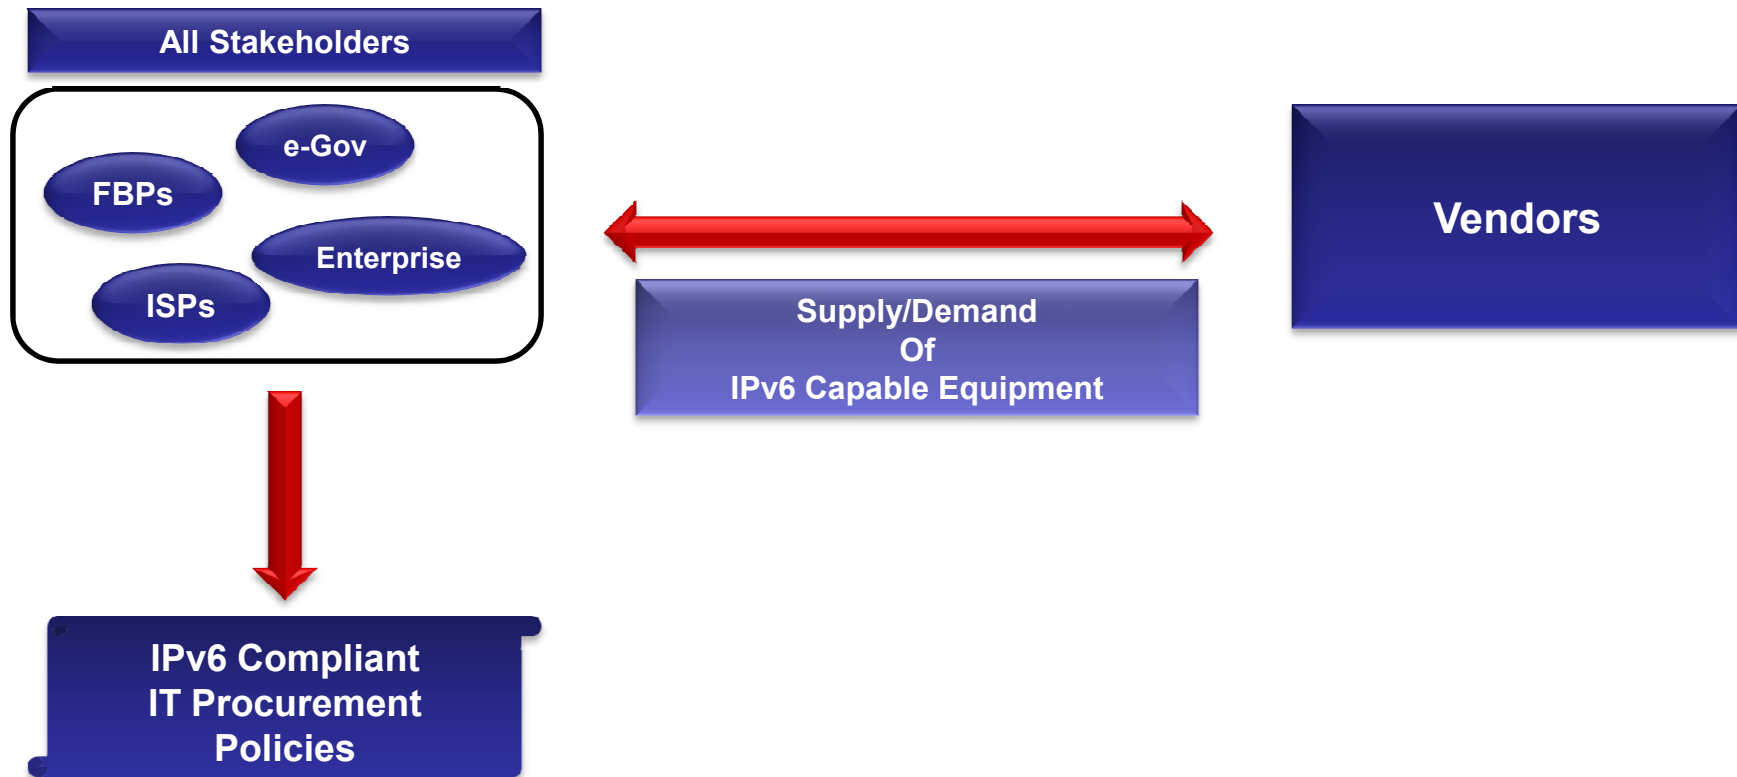 All Stakeholders
e-Gov
FBPs
Enterprise
ISPs
Vendors
Supply/Demand
Of
IPv6 Capable Equipment
IPv6 Compliant
IT Procurement
Policies